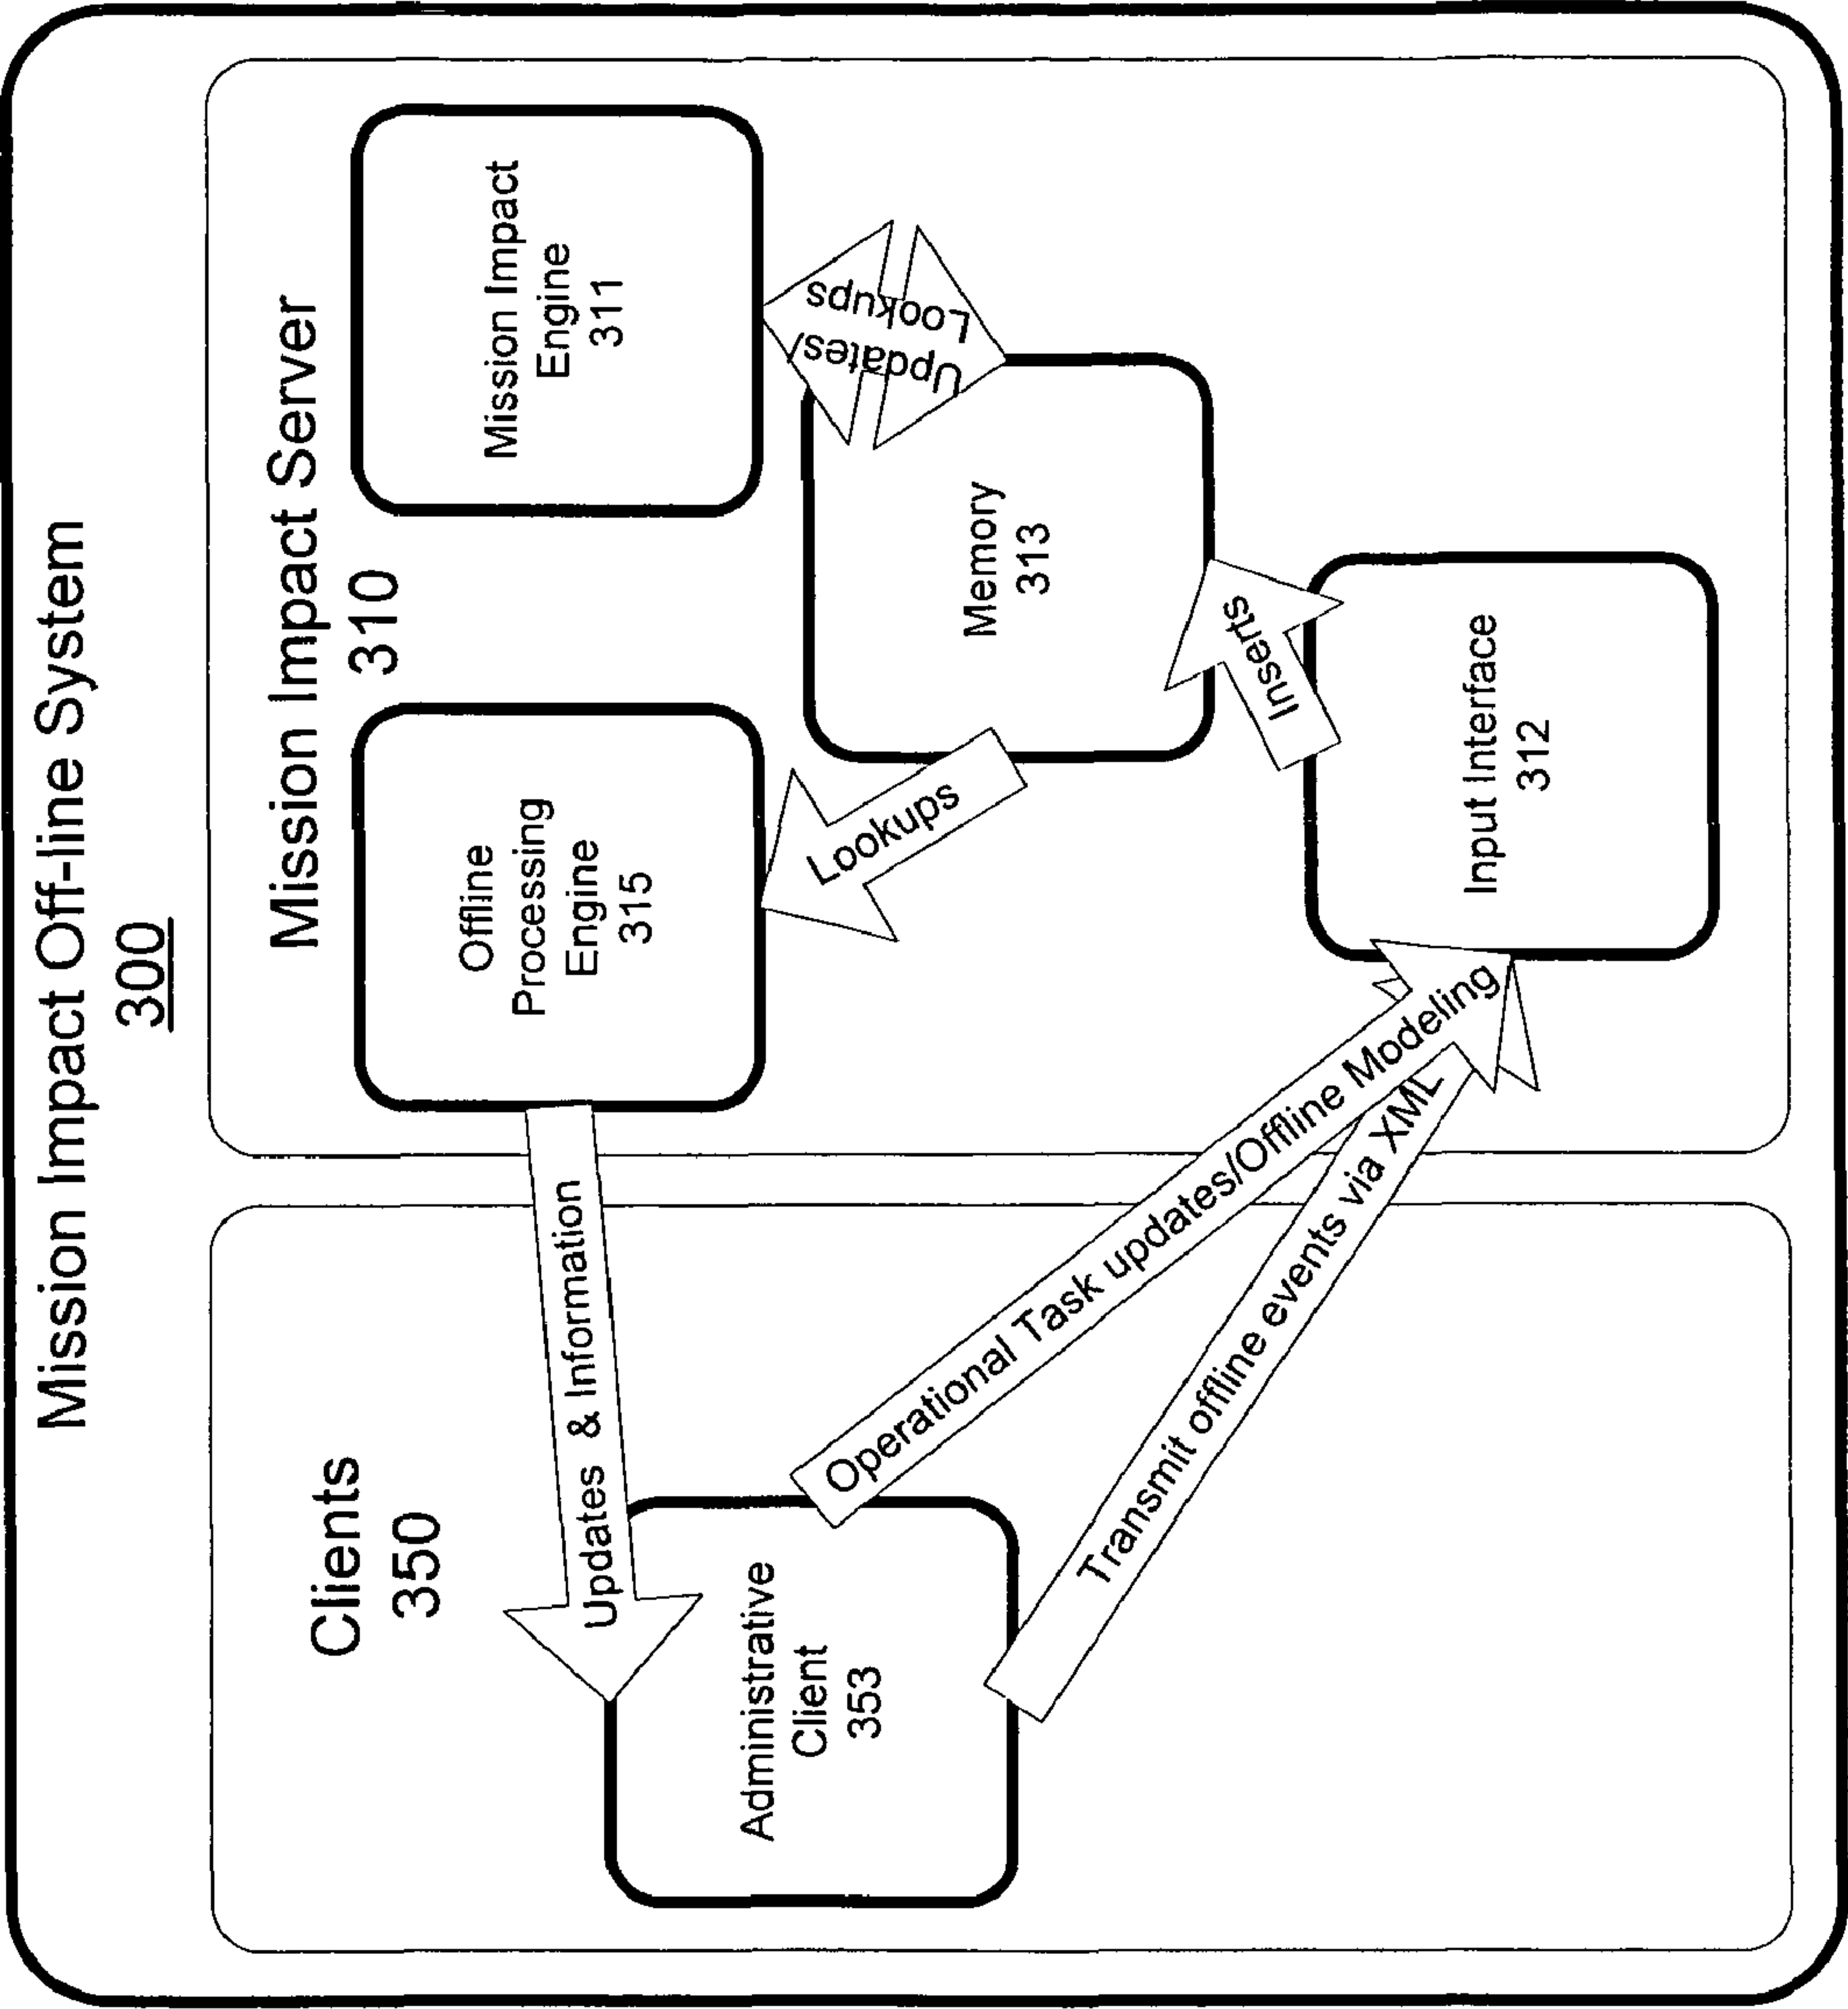 Mission Impact Off-line System
300
Clients
350
Administrative
Client
353
Updates & Information
Operational Task updates/Offline Modeling
Transmit offline events via XML
Mission Impact Server
310
Offline
Processing
Engine
315
Lookups
Memory
313
Inserts
Input Interface
312
Mission Impact
Engine
311
Updates)
Lookups